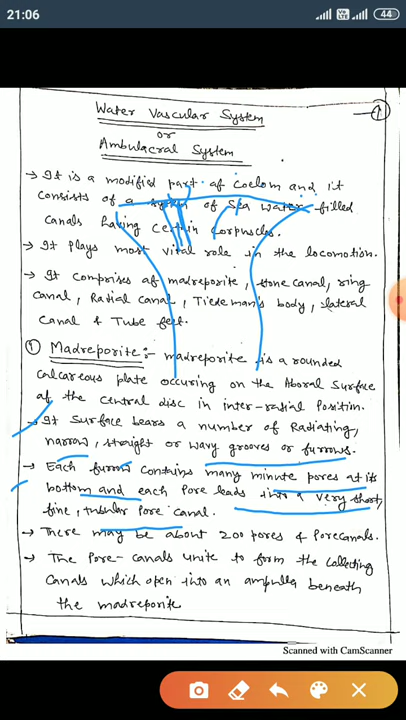 21:06
44
1
Water Vascular System
or
Ambulacral System
→ It is a modified part of Coelom and it
consists of a system of Sea water filled
canals having certain corpuscles.
→ It plays most vital role in the locomotion.
→ It comprises of madreporite, stone canal, ring
canal, Radial canal, Tiedeman's body, lateral
canal & Tube feet.
① Madreporite:- madreporite is a rounded
calcareous plate occuring on the Aboral Surface
of the central disc in inter-radial Position.
→ It Surface bears a number of Radiating,
narrow, straight or wavy grooves or furrows.
→ Each furrow contains many minute pores at its
bottom and each Pore leads into a very short,
fine, tubular pore canal.
→ There may be about 200 pores & Porecanals.
→ The Pore-canals unite to form the collecting
canals which open into an ampulla beneath
the madreporite
Scanned with CamScanner